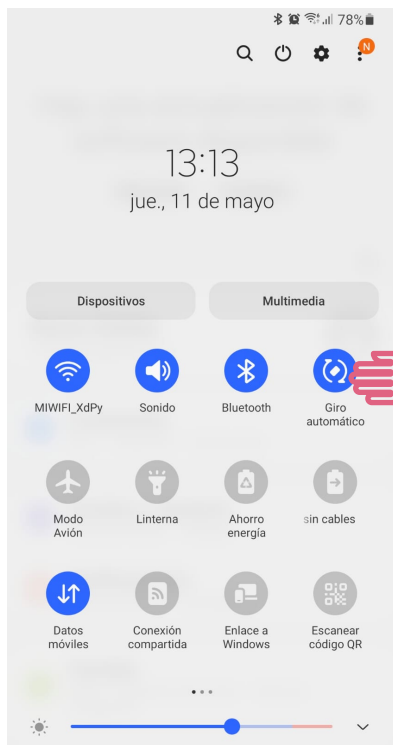 78%
N
13:13
jue., 11 de mayo
Dispositivos
Multimedia
MIWIFI_XdPy
Sonido
Bluetooth
Giro
automático
Modo
Avión
Linterna
Ahorro
energía
sin cables
Datos
móviles
Conexión
compartida
Enlace a
Windows
Escanear
código QR